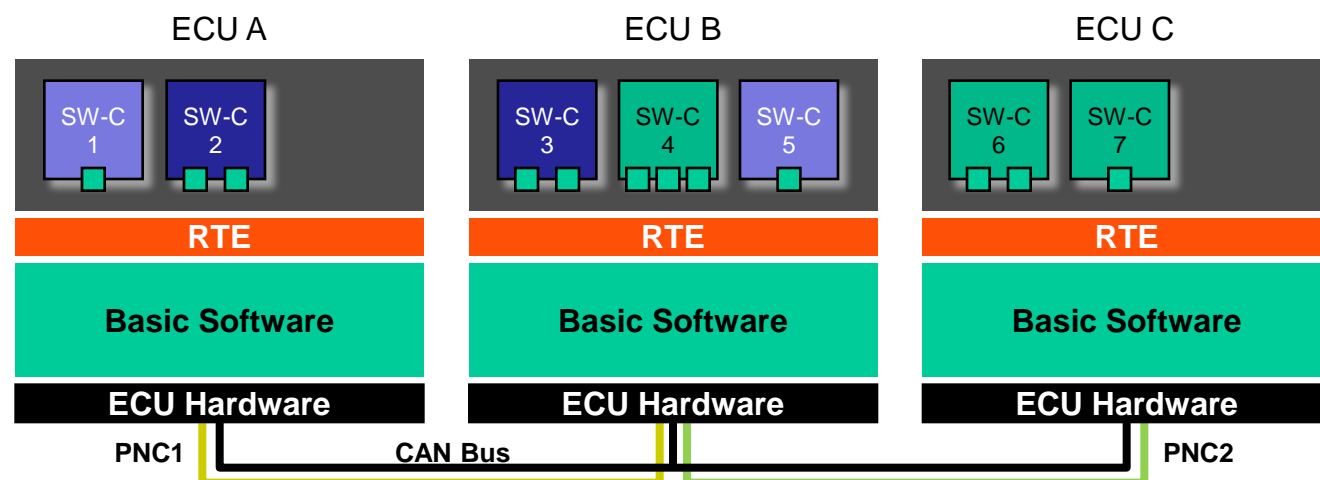 ECU A
ECU B
ECU C
SW-C
1
SW-C
2
SW-C
3
SW-C
4
SW-C
5
SW-C
6
SW-C
7
RTE
RTE
RTE
Basic Software
Basic Software
Basic Software
ECU Hardware
ECU Hardware
ECU Hardware
PNC1
CAN Bus
PNC2